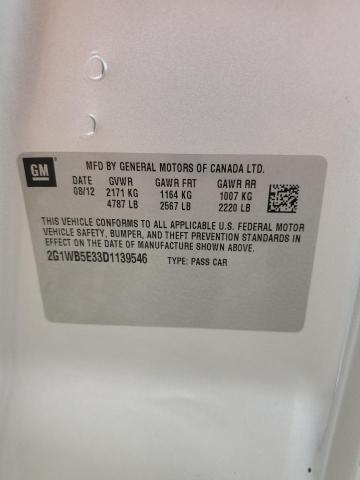 GM
MFD BY GENERAL MOTORS OF CANADA LTD.
DATE GVWR GAWR FRT GAWR RR
08/12 2171 KG 1164 KG 1007 KG
4787 LB 2567 LB 2220 LB
THIS VEHICLE CONFORMS TO ALL APPLICABLE U.S. FEDERAL MOTOR
VEHICLE SAFETY, BUMPER, AND THEFT PREVENTION STANDARDS IN
EFFECT ON THE DATE OF MANUFACTURE SHOWN ABOVE.
2G1WB5E33D1139546 TYPE: PASS CAR